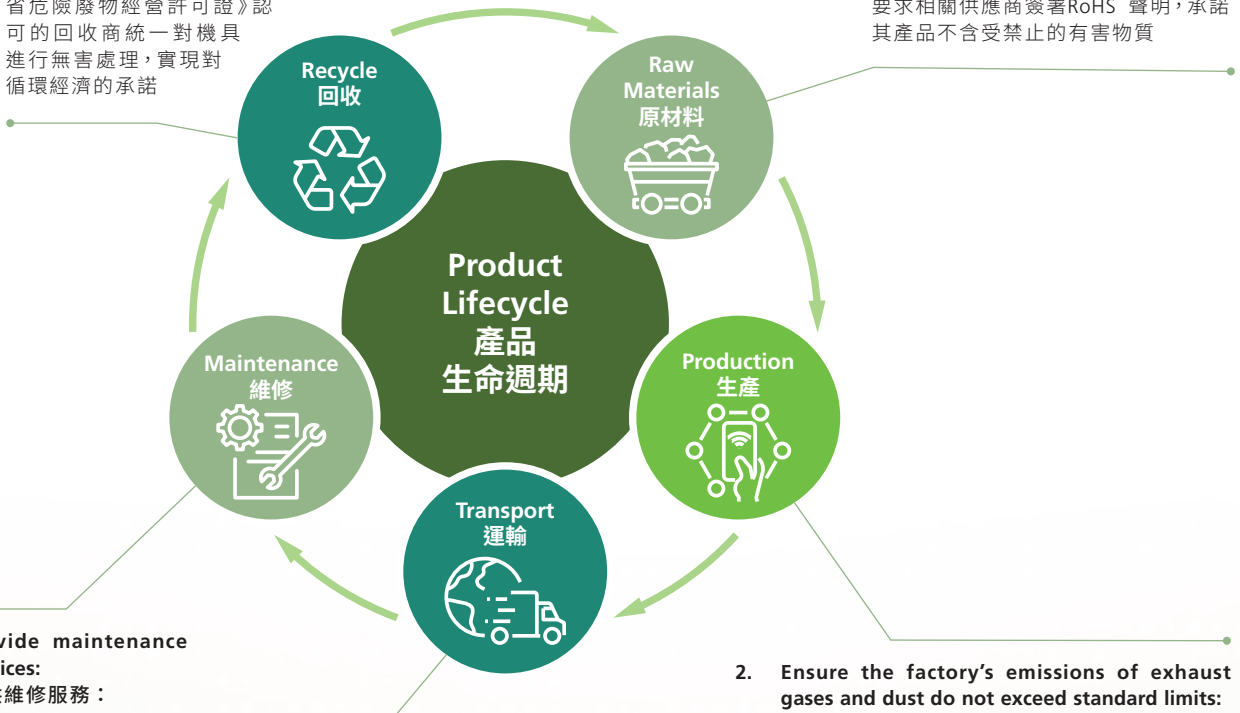 省危險廢物經營許可證》認
可的回收商統一對機具
進行無害處理，實現對
循環經濟的承諾
要求相關供應商簽署RoHS 聲明，承諾
其產品不含受禁止的有害物質
Recycle
回收
Raw
Materials
原材料
Product
Lifecycle
產品
生命週期
Maintenance
維修
Production
生產
Transport
運輸
vide maintenance
ices:
維修服務：
2. Ensure the factory's emissions of exhaust
gases and dust do not exceed standard limits: